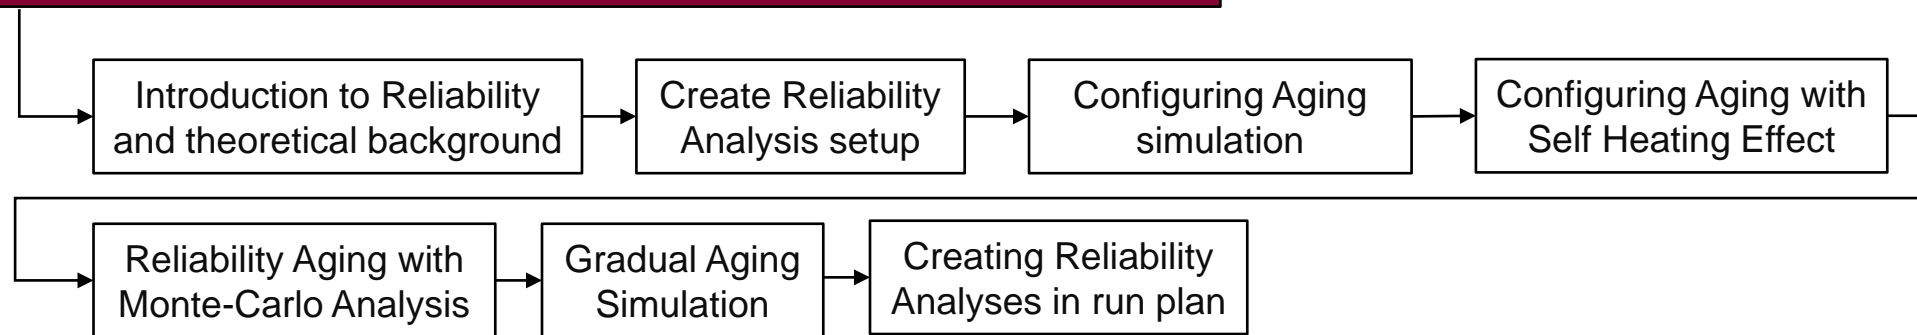 Introduction to Reliability
and theoretical background
Create Reliability
Analysis setup
Configuring Aging
simulation
Configuring Aging with
Self Heating Effect
Reliability Aging with
Monte-Carlo Analysis
Gradual Aging
Simulation
Creating Reliability
Analyses in run plan